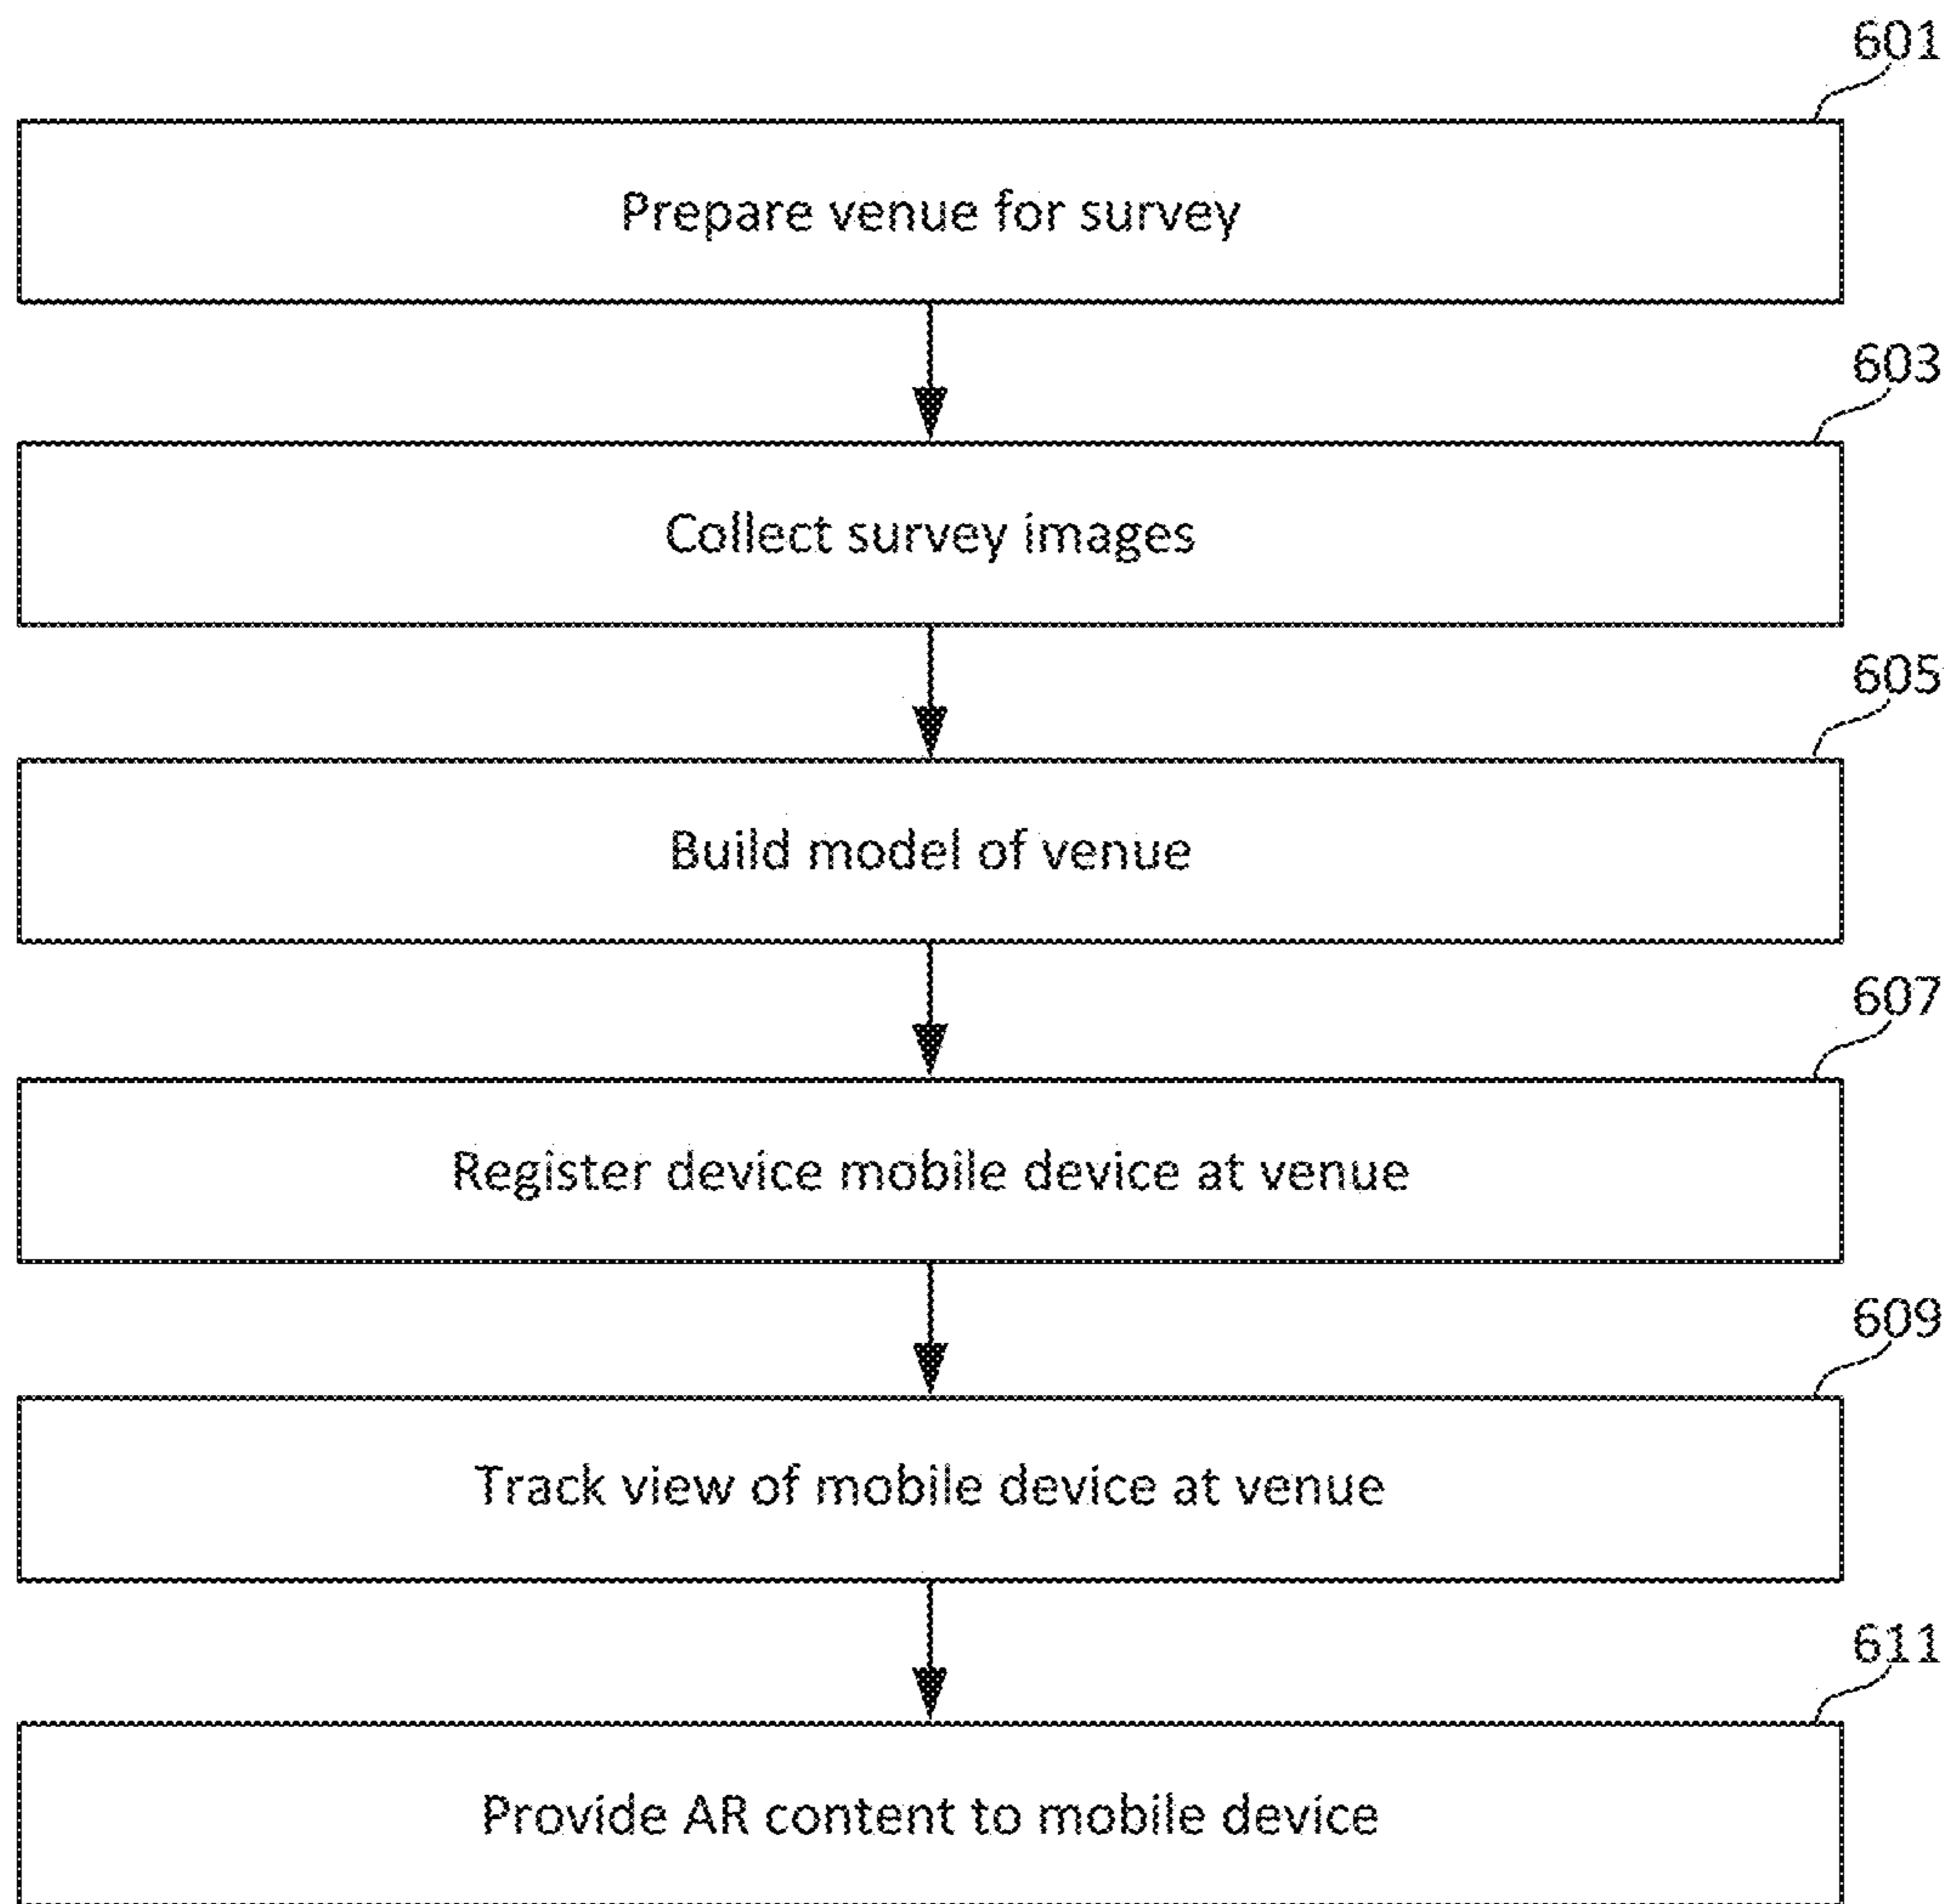 601
Prepare venue for survey
603
Collect survey images
605
Build model of venue
607
Register device mobile device at venue
609
Track view of mobile device at venue
611
Provide AR content to mobile device